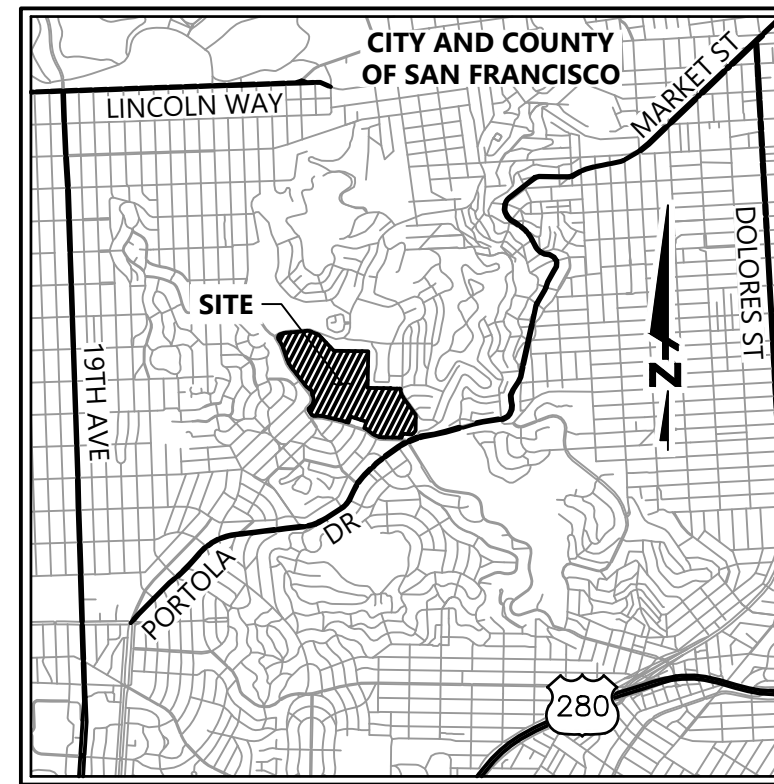 CITY AND COUNTY
OF SAN FRANCISCO
LINCOLN WAY
MARKET ST
DOLORES ST
SITE
19TH AVE
N
PORTOLA
DR
280